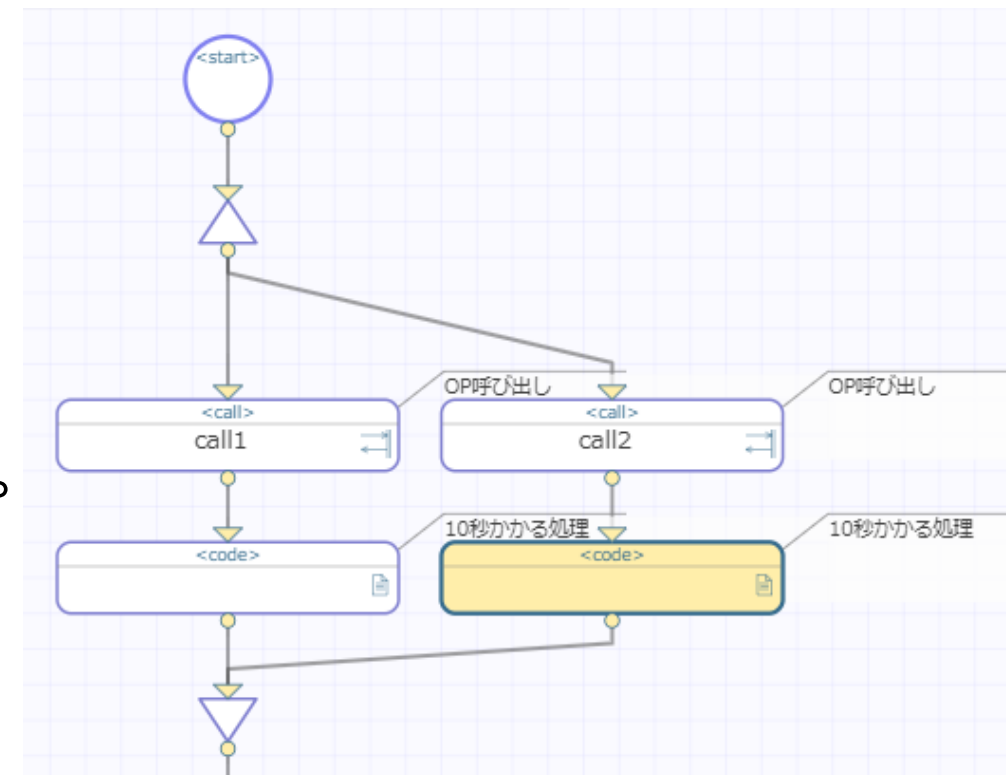 <start>
OP呼び出し
OP呼び出し
<call>
<call>
call1
call2
。
10秒かかる処理
10秒かかる処理
<code>
<code>